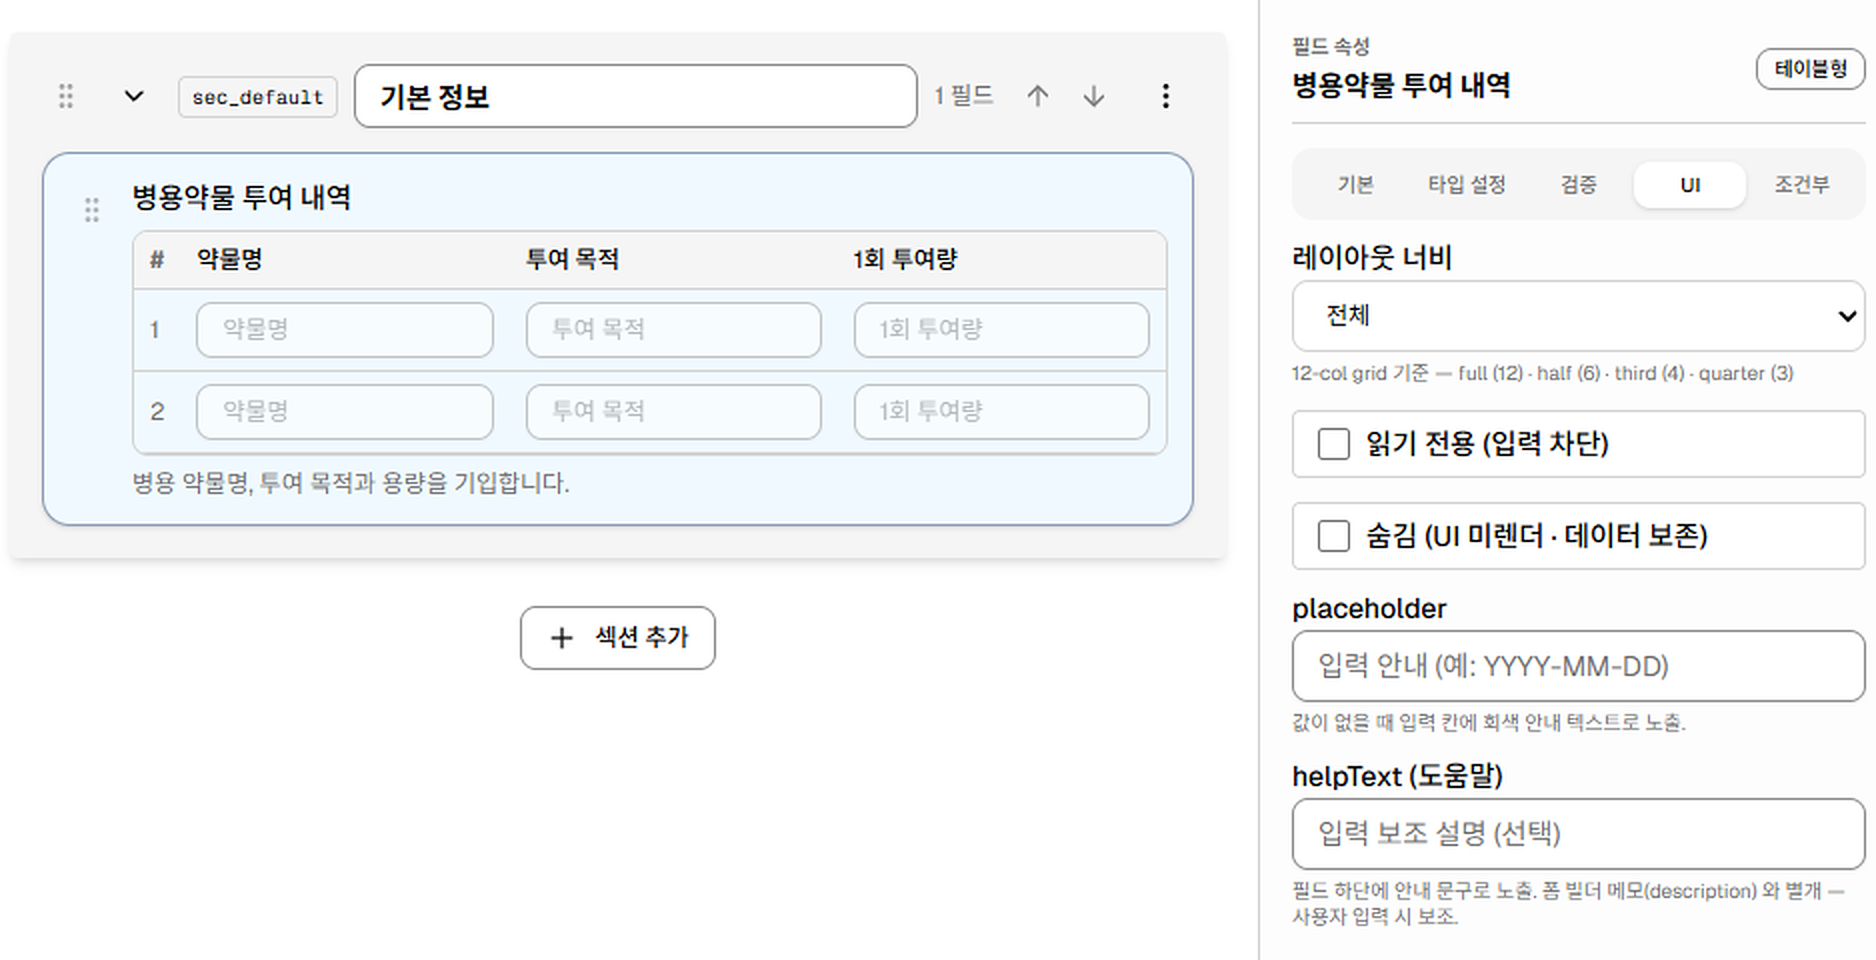 sec_default
기본 정보
1 필드
병용약물 투여 내역
# 약물명 투여 목적 1회 투여량
1 약물명 투여 목적 1회 투여량
2 약물명 투여 목적 1회 투여량
병용 약물명, 투여 목적과 용량을 기입합니다.
+ 섹션 추가
필드 속성
병용약물 투여 내역
테이블형
기본 타입 설정 검증 UI 조건부
레이아웃 너비
전체
12-col grid 기준 — full (12) · half (6) · third (4) · quarter (3)
읽기 전용 (입력 차단)
숨김 (UI 미렌더 · 데이터 보존)
placeholder
입력 안내 (예: YYYY-MM-DD)
값이 없을 때 입력 칸에 회색 안내 텍스트로 노출.
helpText (도움말)
입력 보조 설명 (선택)
필드 하단에 안내 문구로 노출. 폼 빌더 메모(description) 와 별개 —
사용자 입력 시 보조.